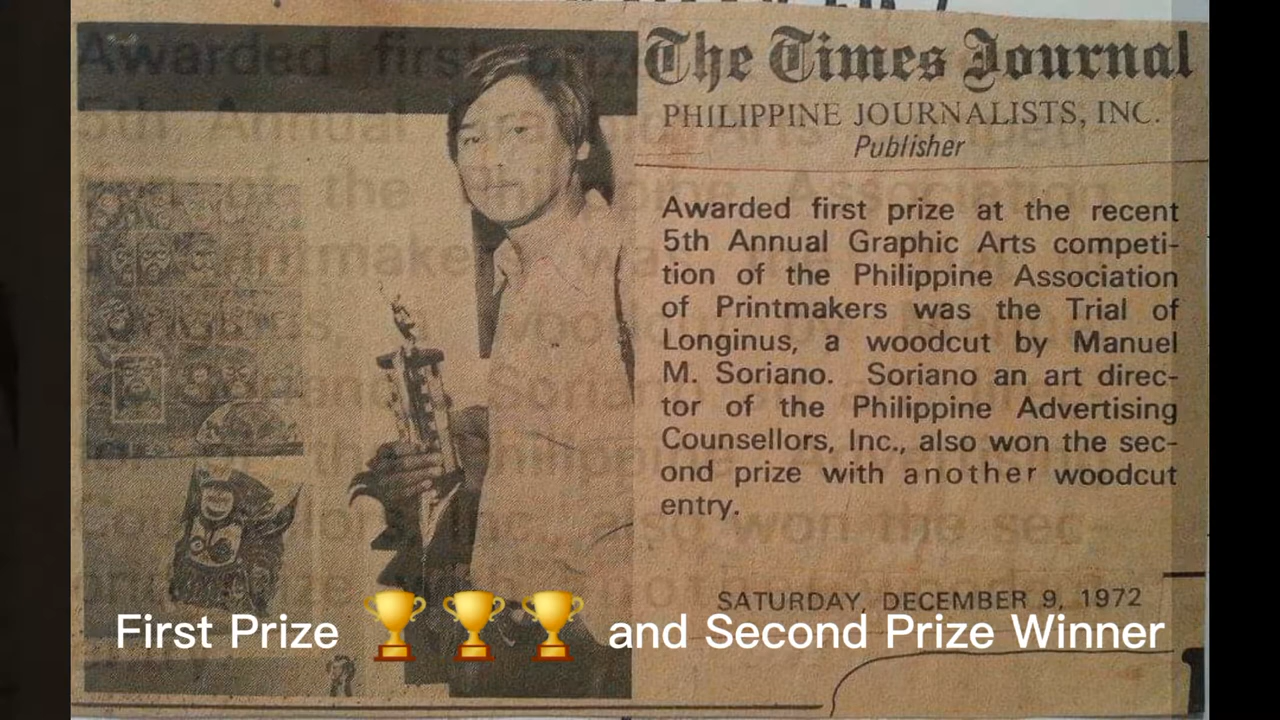 The Times Journal
PHILIPPINE JOURNALISTS, INC.
Publisher
Awarded first prize at the recent
5th Annual Graphic Arts competi-
tion of the Philippine Association
of Printmakers was the Trial of
Longinus, a woodcut by Manuel
M. Soriano. Soriano an art direc-
tor of the Philippine Advertising
Counsellors, Inc., also won the sec-
ond prize with another woodcut
entry.
SATURDAY, DECEMBER 9, 1972
First Prize 🏆🏆🏆 and Second Prize Winner